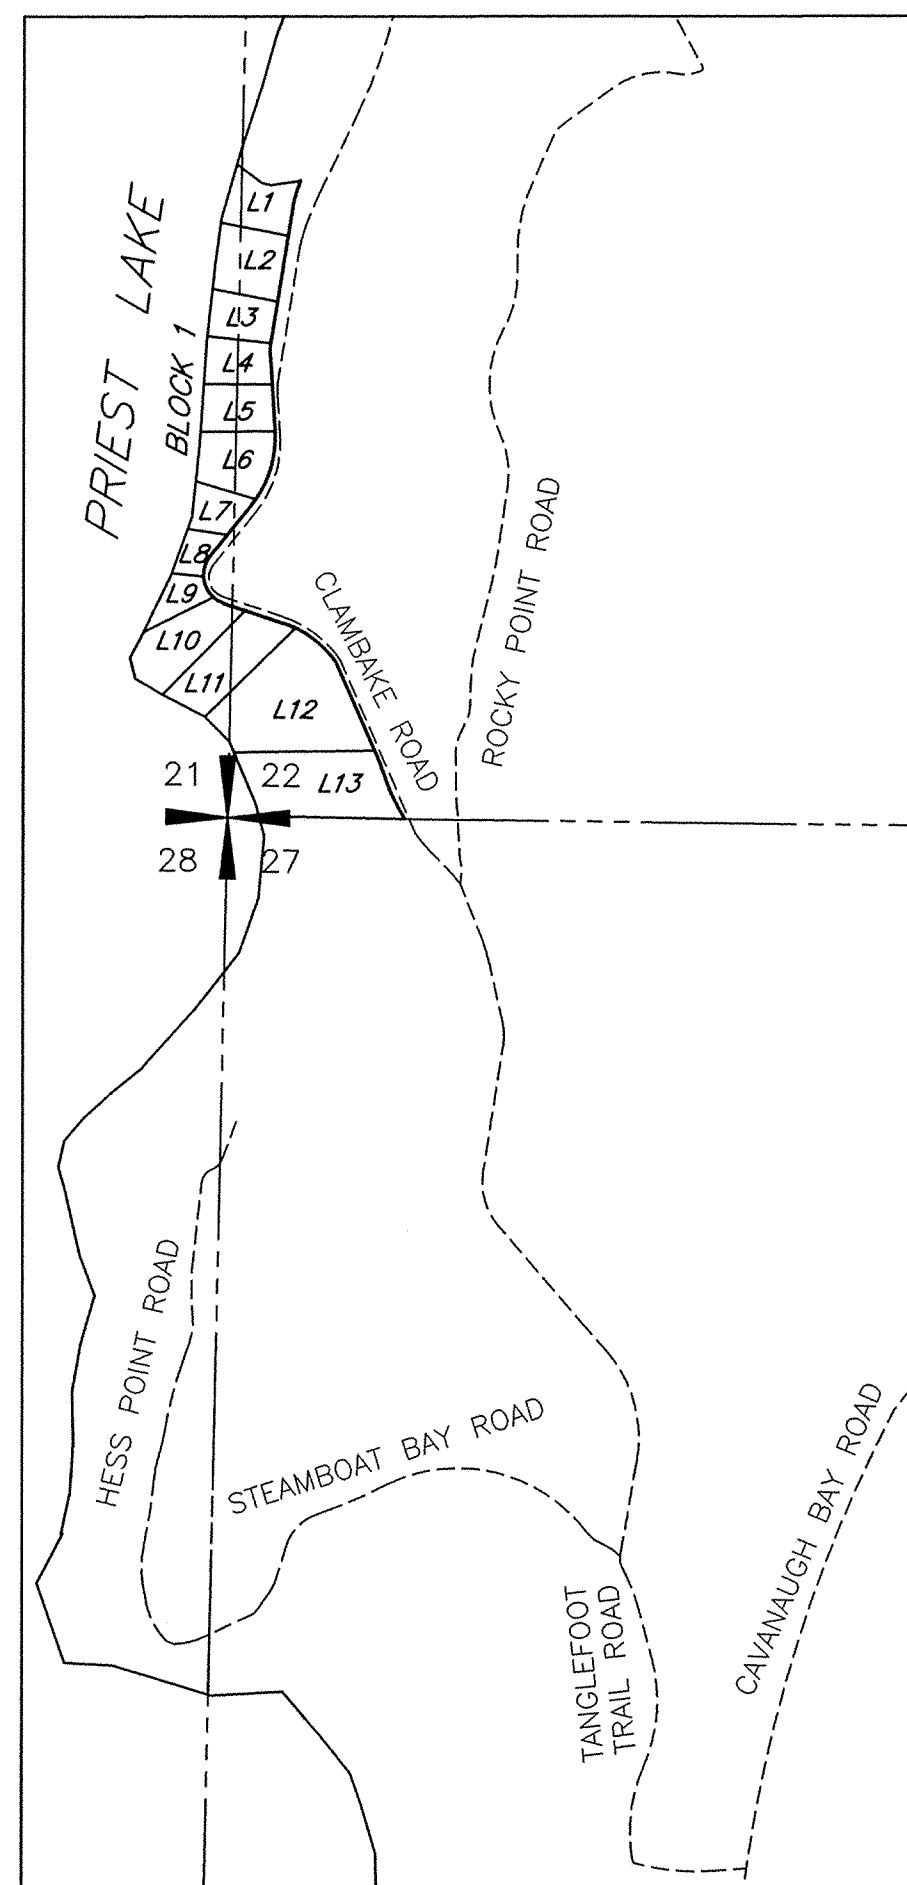 PRIEST LAKE
BLOCK 1
L1
L2
L3
L4
L5
L6
L7
L8
L9
L10
L11
L12
L13
CLAMBAKE ROAD
ROCKY POINT ROAD
21
22
28
27
HESS POINT ROAD
STEAMBOAT BAY ROAD
TANGLEFOOT
TRAIL ROAD
CAVANAUGH BAY ROAD